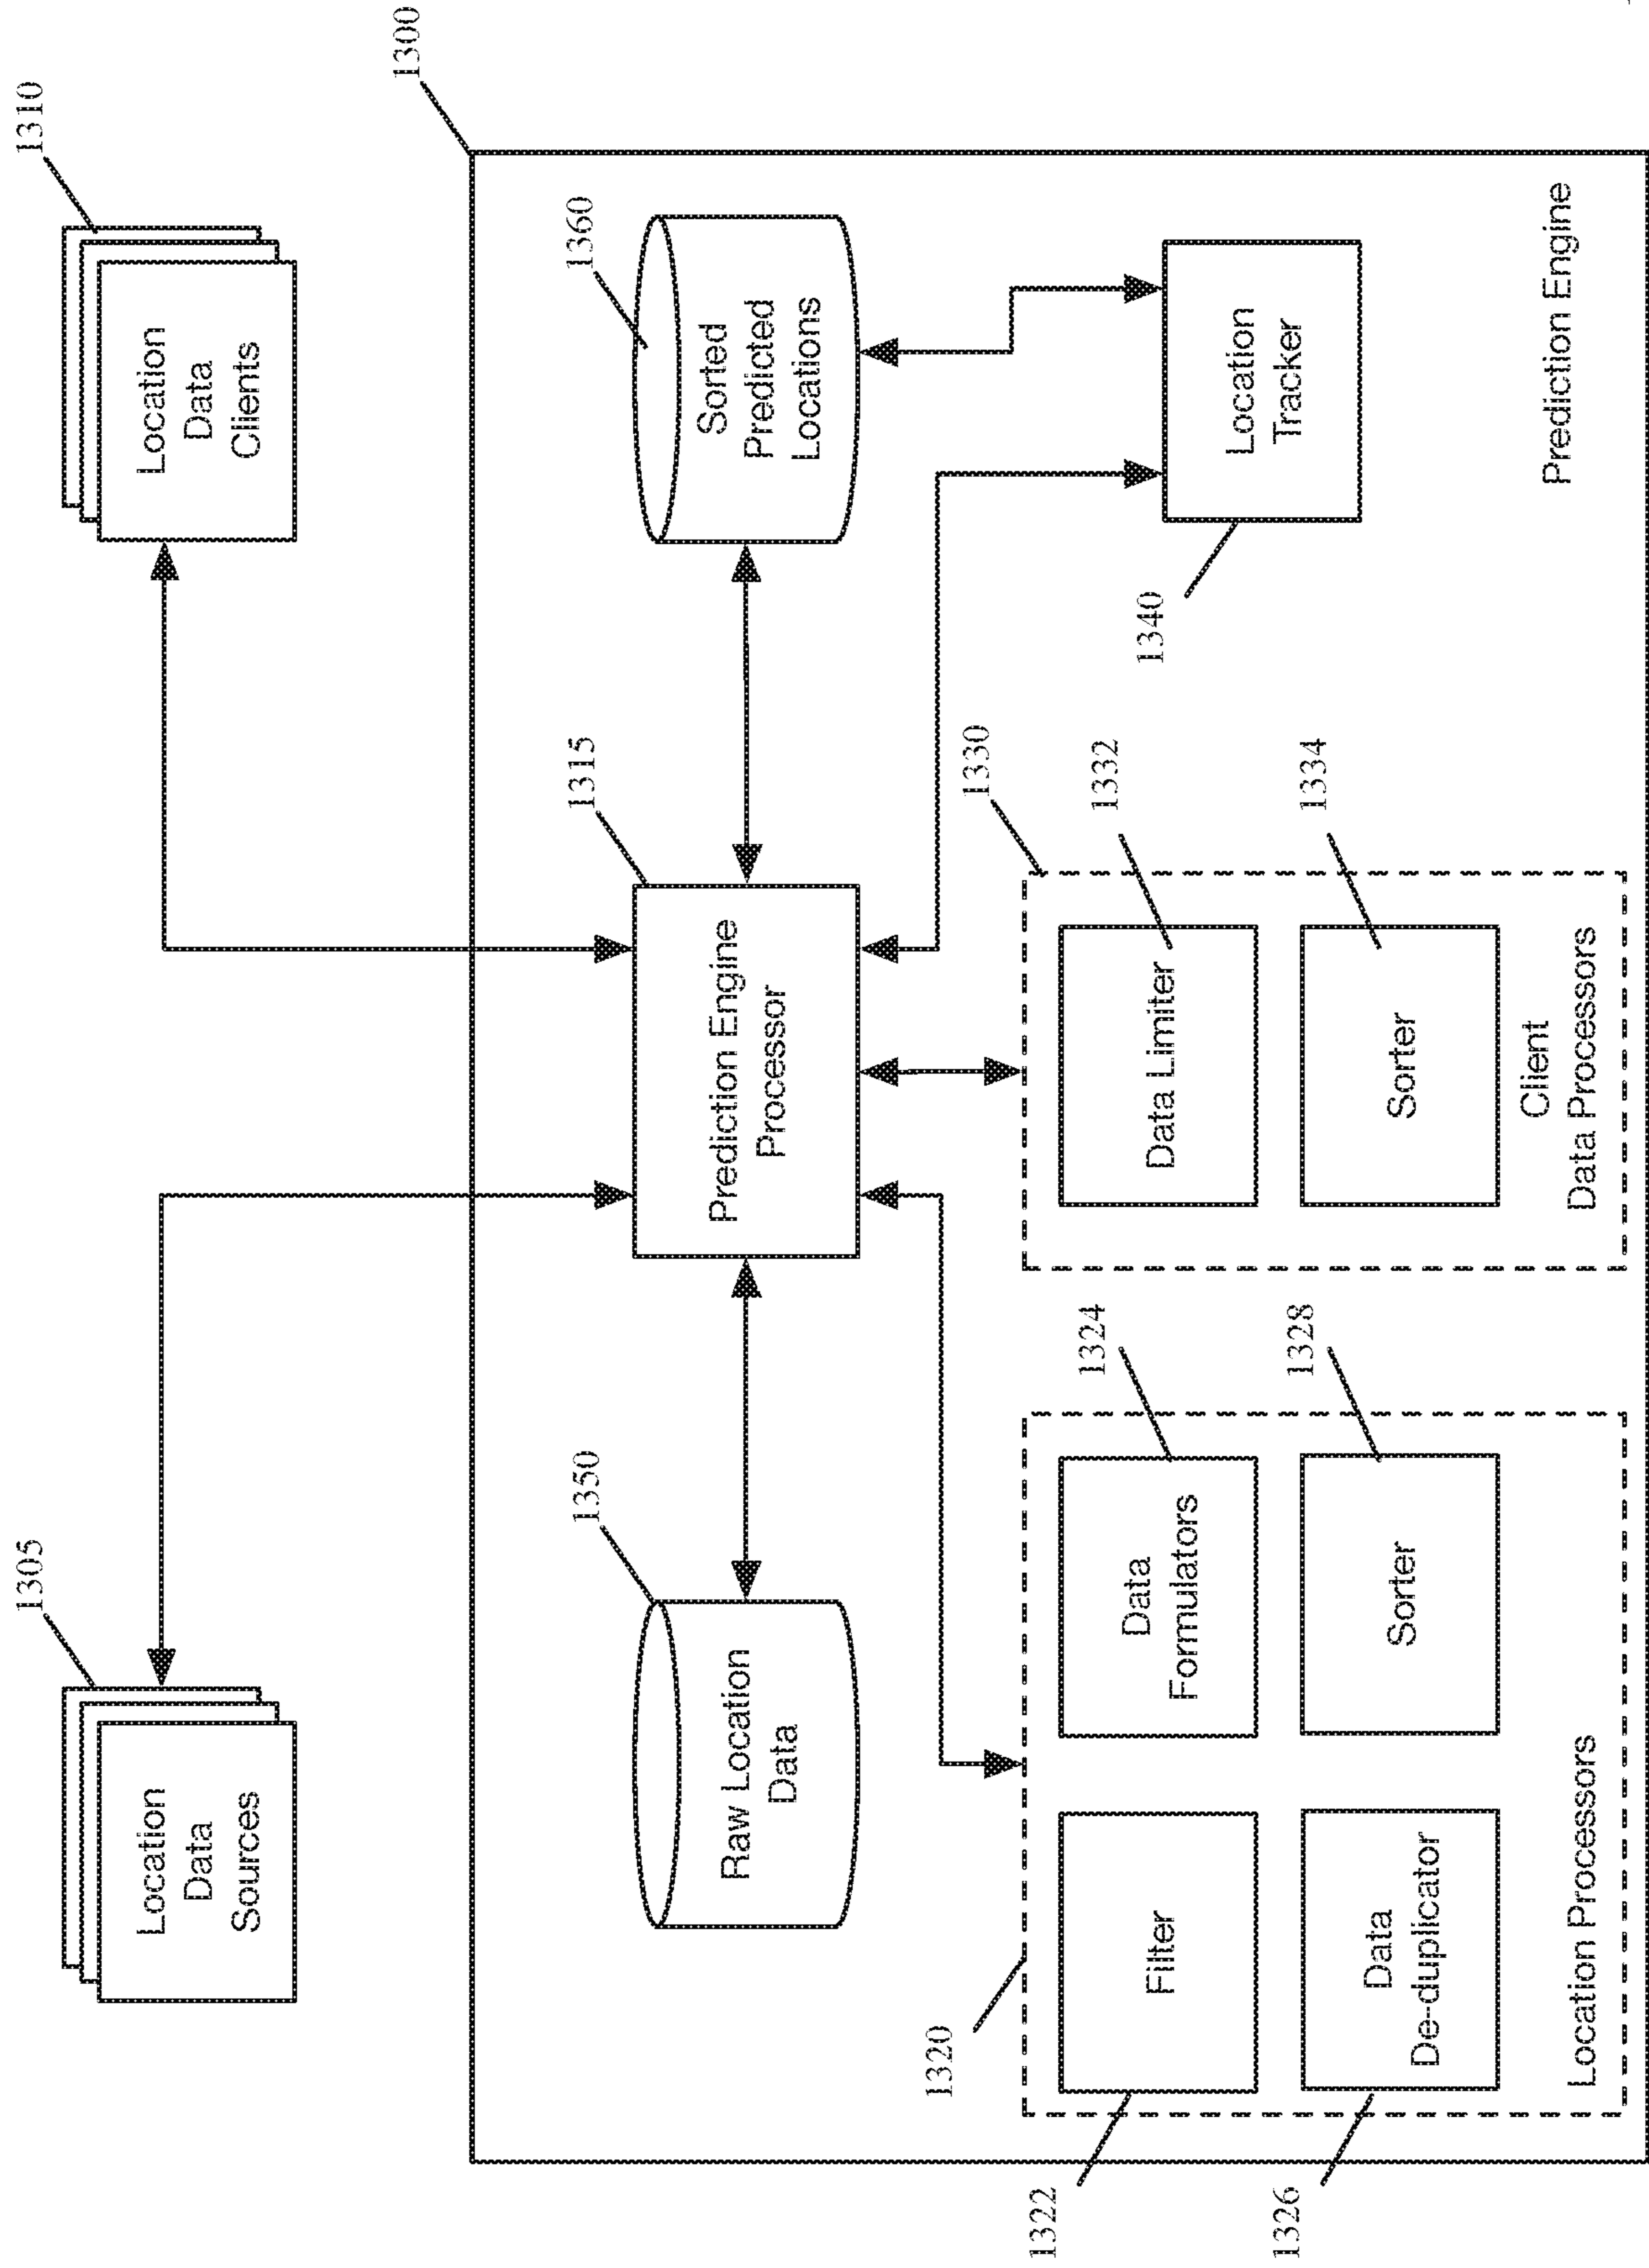 1305
Location
Data
Sources
1310
Location
Data
Clients
1300
1350
Raw Location
Data
1315
Prediction Engine
Processor
1360
Sorted
Predicted
Locations
1320
1322
Filter
1324
Data
Formulators
1326
Data
De-duplicator
1328
Sorter
Location Processors
1330
1332
Data Limiter
1334
Sorter
Client
Data Processors
1340
Location
Tracker
Prediction Engine